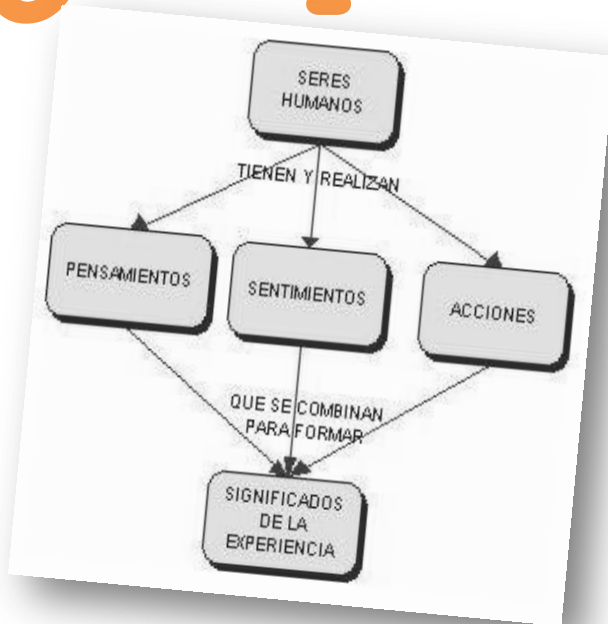 SERES
HUMANOS
TIENEN Y REALIZAN
PENSAMIENTOS
SENTIMIENTOS
ACCIONES
QUE SE COMBINAN
PARA FORMAR
SIGNIFICADOS
DE LA
EXPERIENCIA